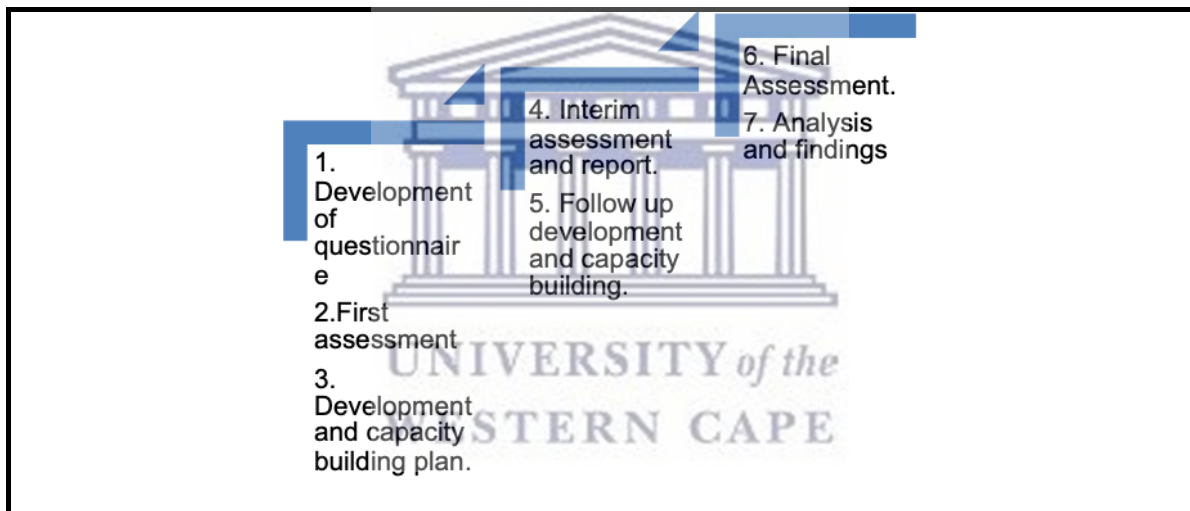 1.
Development
of
questionnair
e
2.First
assessment
3.
Development
and capacity
building plan.
4. Interim
assessment
and report.
5. Follow up
development
and capacity
building.
6. Final
Assessment.
7. Analysis
and findings
UNIVERSITY of the
WESTERN CAPE